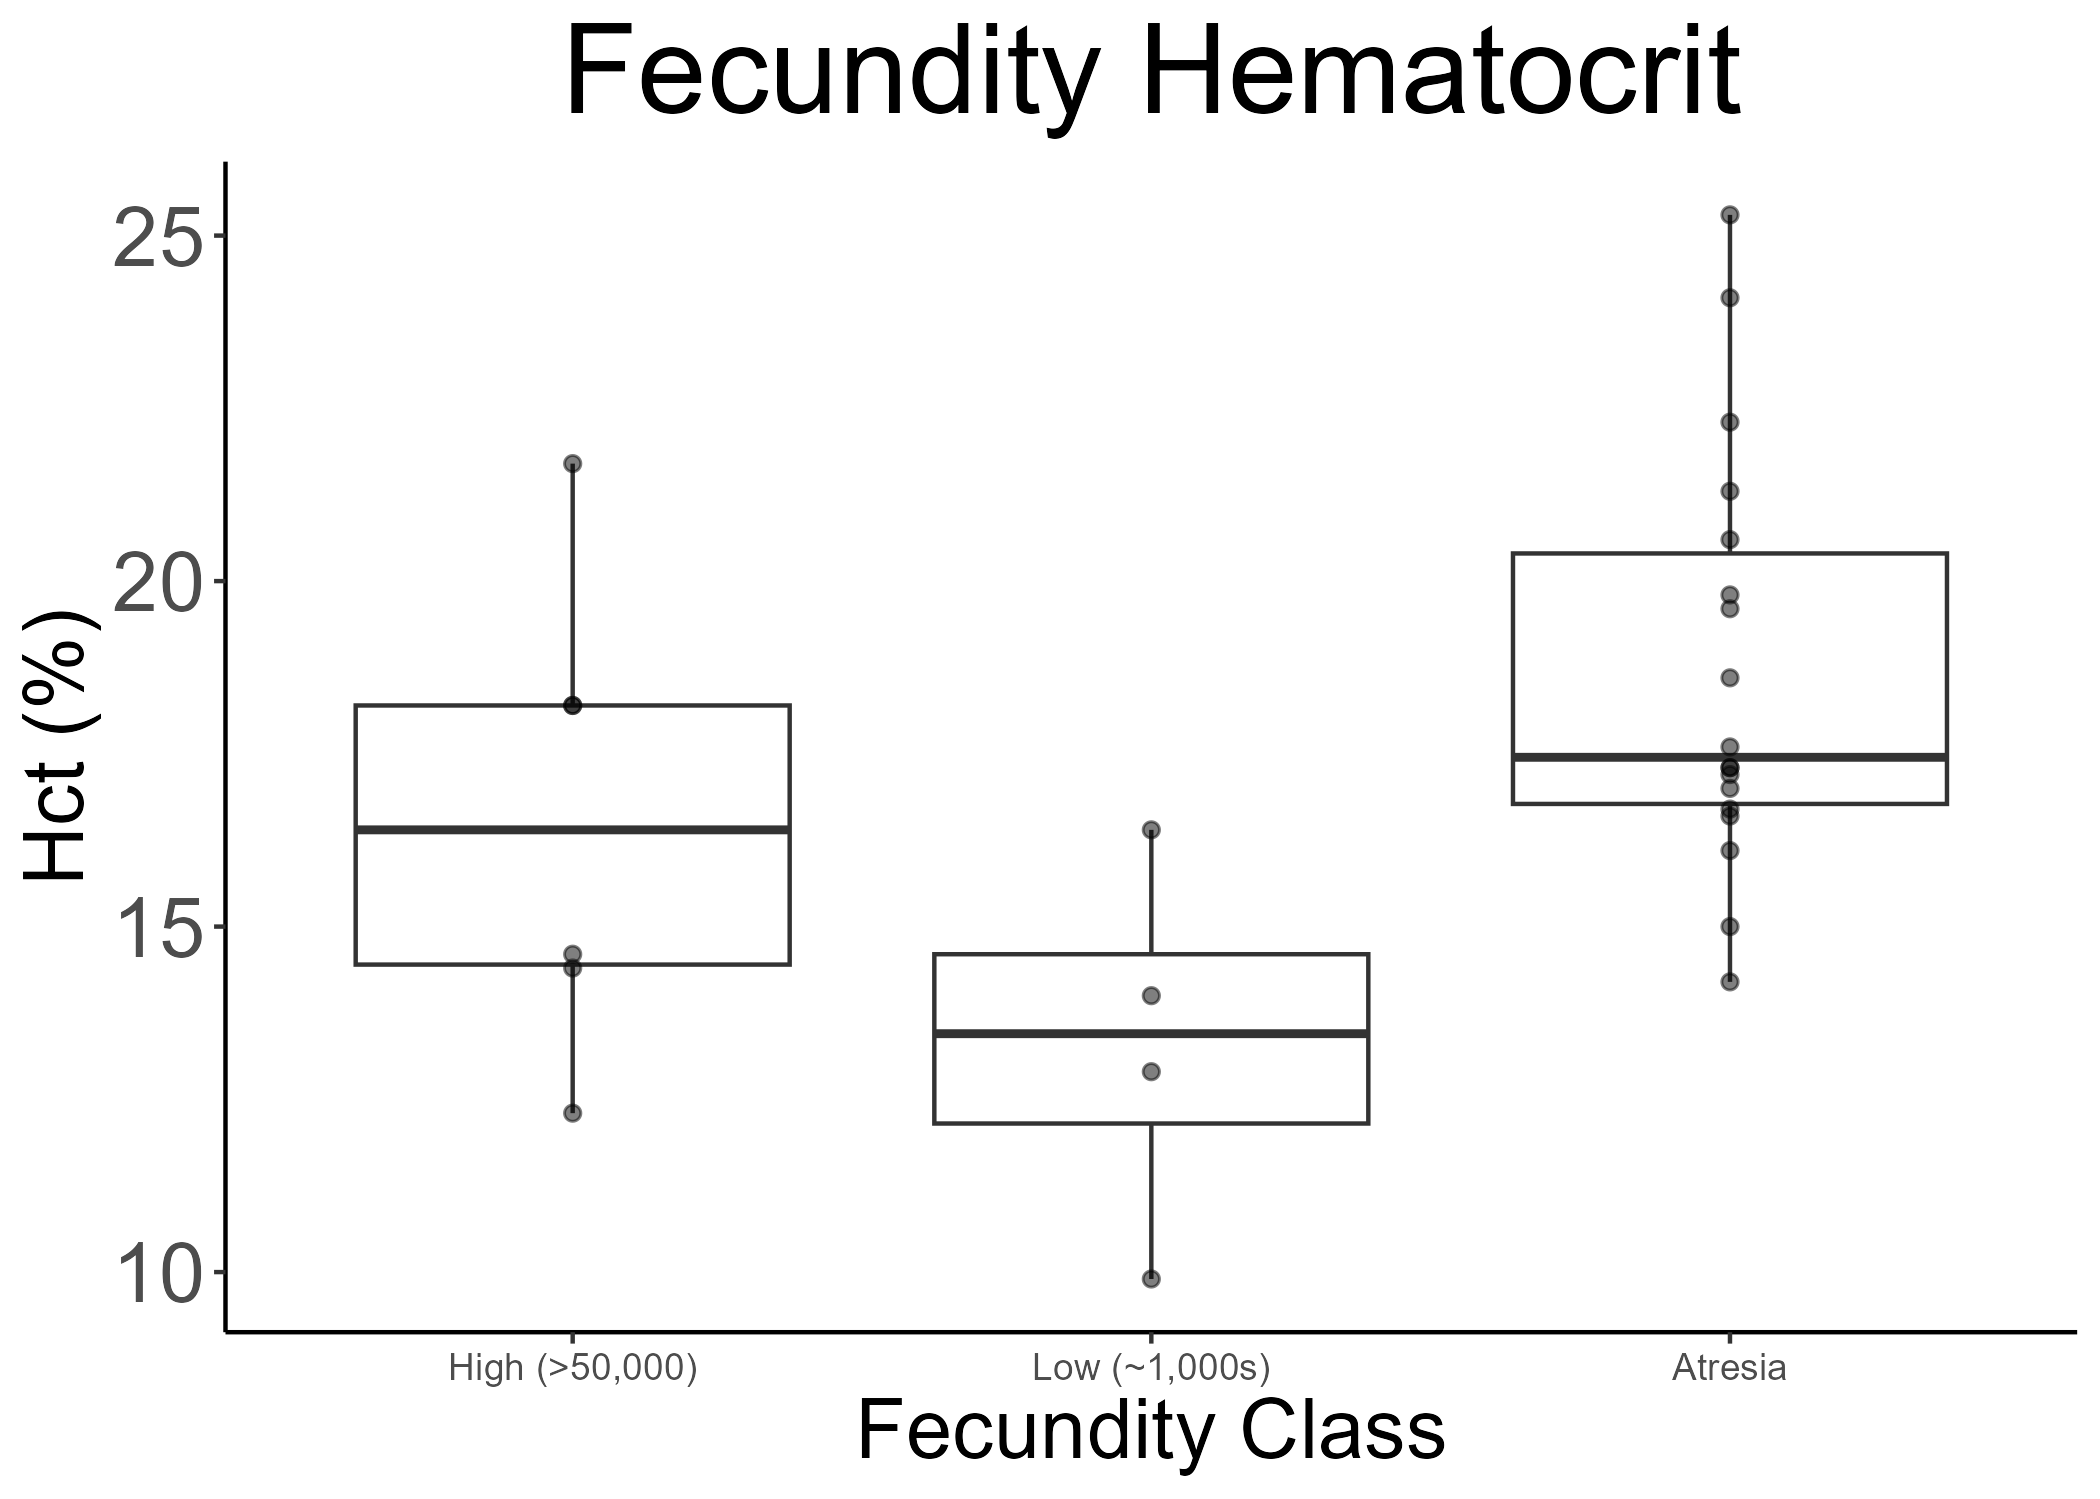 Fecundity Hematocrit
25
20
15
10
Hct (%)
High (>50,000)
Low (~1,000s)
Atresia
Fecundity Class